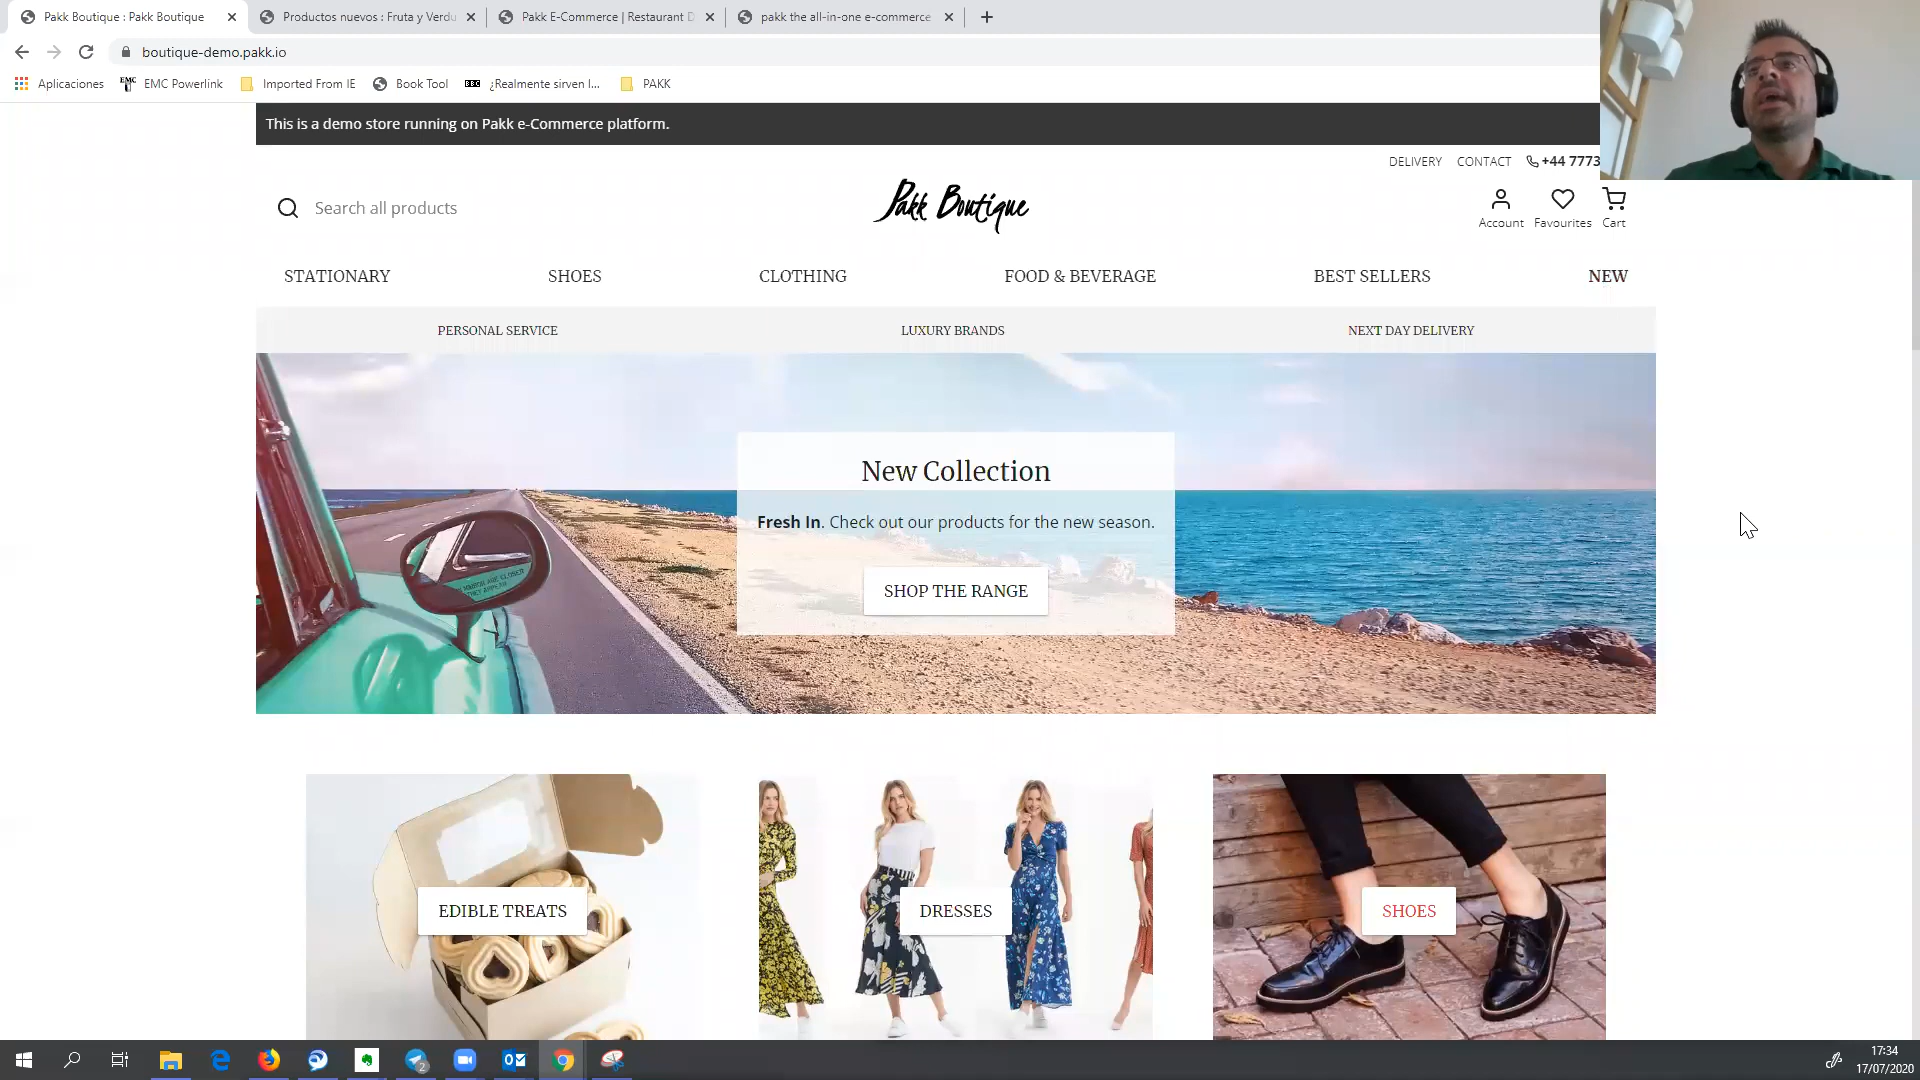 Pakk Boutique : Pakk Boutique
Productos nuevos : Fruta y Verdu
Pakk E-Commerce | Restaurant D
pakk the all-in-one e-commerce
boutique-demo.pakk.io
Aplicaciones
EMC EMC Powerlink
Imported From IE
Book Tool
BBC ¿Realmente sirven l...
PAKK
This is a demo store running on Pakk e-Commerce platform.
DELIVERY CONTACT +44 7773
Search all products
Pakk Boutique
Account Favourites Cart
STATIONARY SHOES CLOTHING FOOD & BEVERAGE BEST SELLERS NEW
PERSONAL SERVICE LUXURY BRANDS NEXT DAY DELIVERY
New Collection
Fresh In. Check out our products for the new season.
SHOP THE RANGE
EDIBLE TREATS
DRESSES
SHOES
2
17:34
17/07/2020